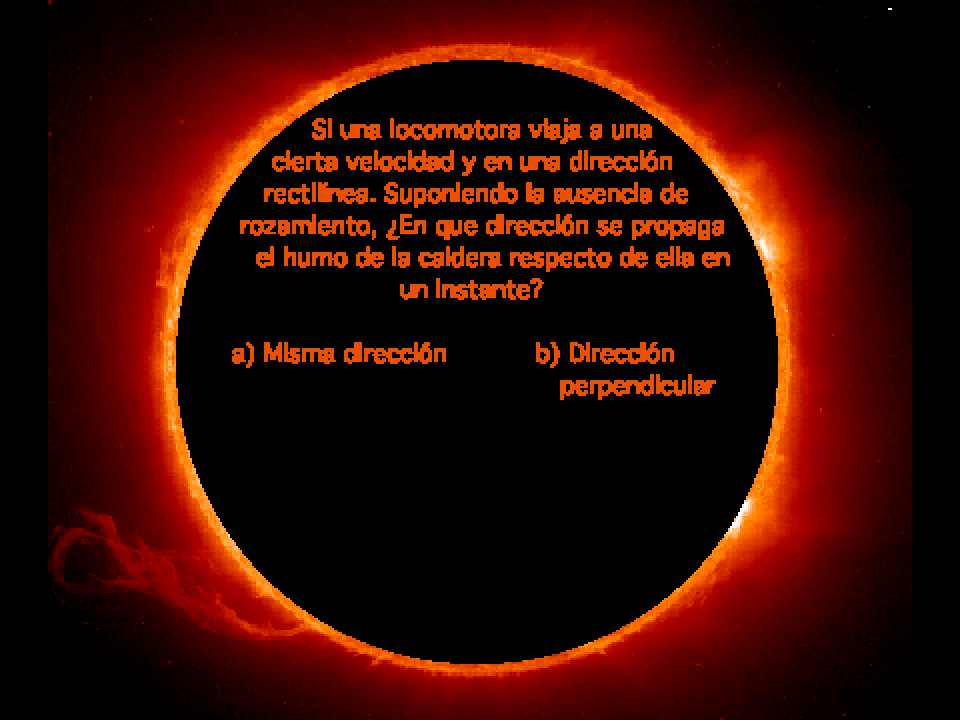 Si una locomotora viaja a una
cierta velocidad y en una dirección
rectilínea. Suponiendo la ausencia de
rozamiento, ¿En que dirección se propaga
el humo de la caldera respecto de ella en
un instante?
a) Misma dirección
b) Dirección
perpendicular